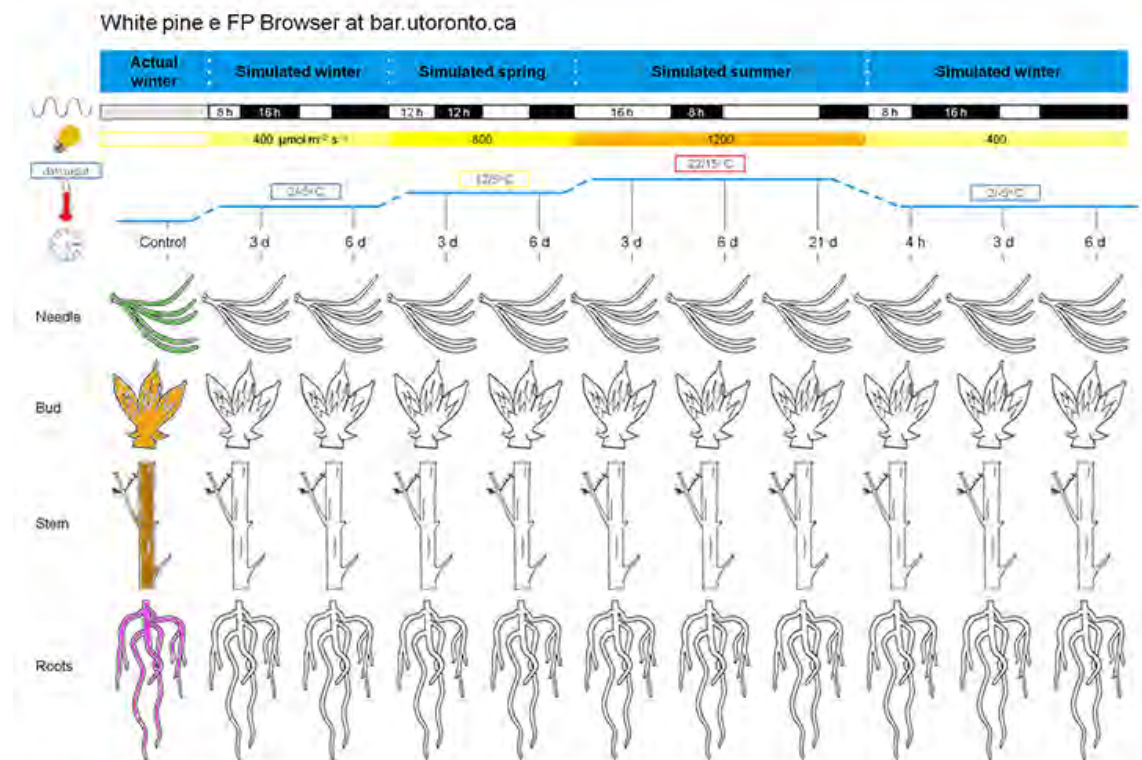 White pine e FP Browser at bar.utoronto.ca
Actual winter Simulated winter Simulated spring Simulated summer Simulated winter
8 h 16 h 12 h 12 h 16 h 8 h 8 h 16 h
400 µmol m⁻² s⁻¹ 800 1200 400
22/15°C
Control 3 d 6 d 3 d 6 d 3 d 6 d 21 d 4 h 3 d 6 d
Needle
Bud
Stem
Roots